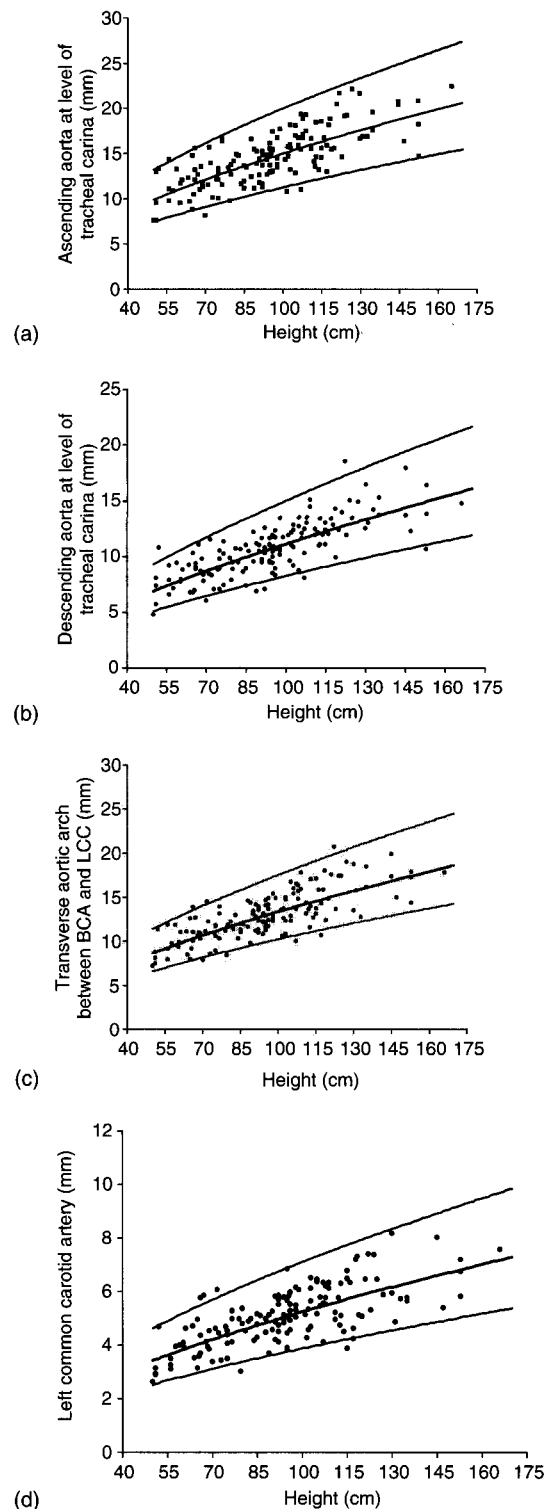 30
25
20
15
10
5
0
Ascending aorta at level of
tracheal carina (mm)
40 55 70 85 100 115 130 145 160 175
Height (cm)
(a)
25
20
15
10
5
0
Descending aorta at level of
tracheal carina (mm)
40 55 70 85 100 115 130 145 160 175
Height (cm)
(b)
30
25
20
15
10
5
0
Transverse aortic arch
between BCA and LCC (mm)
40 55 70 85 100 115 130 145 160 175
Height (cm)
(c)
12
10
8
6
4
2
0
Left common carotid artery (mm)
40 55 70 85 100 115 130 145 160 175
Height (cm)
(d)